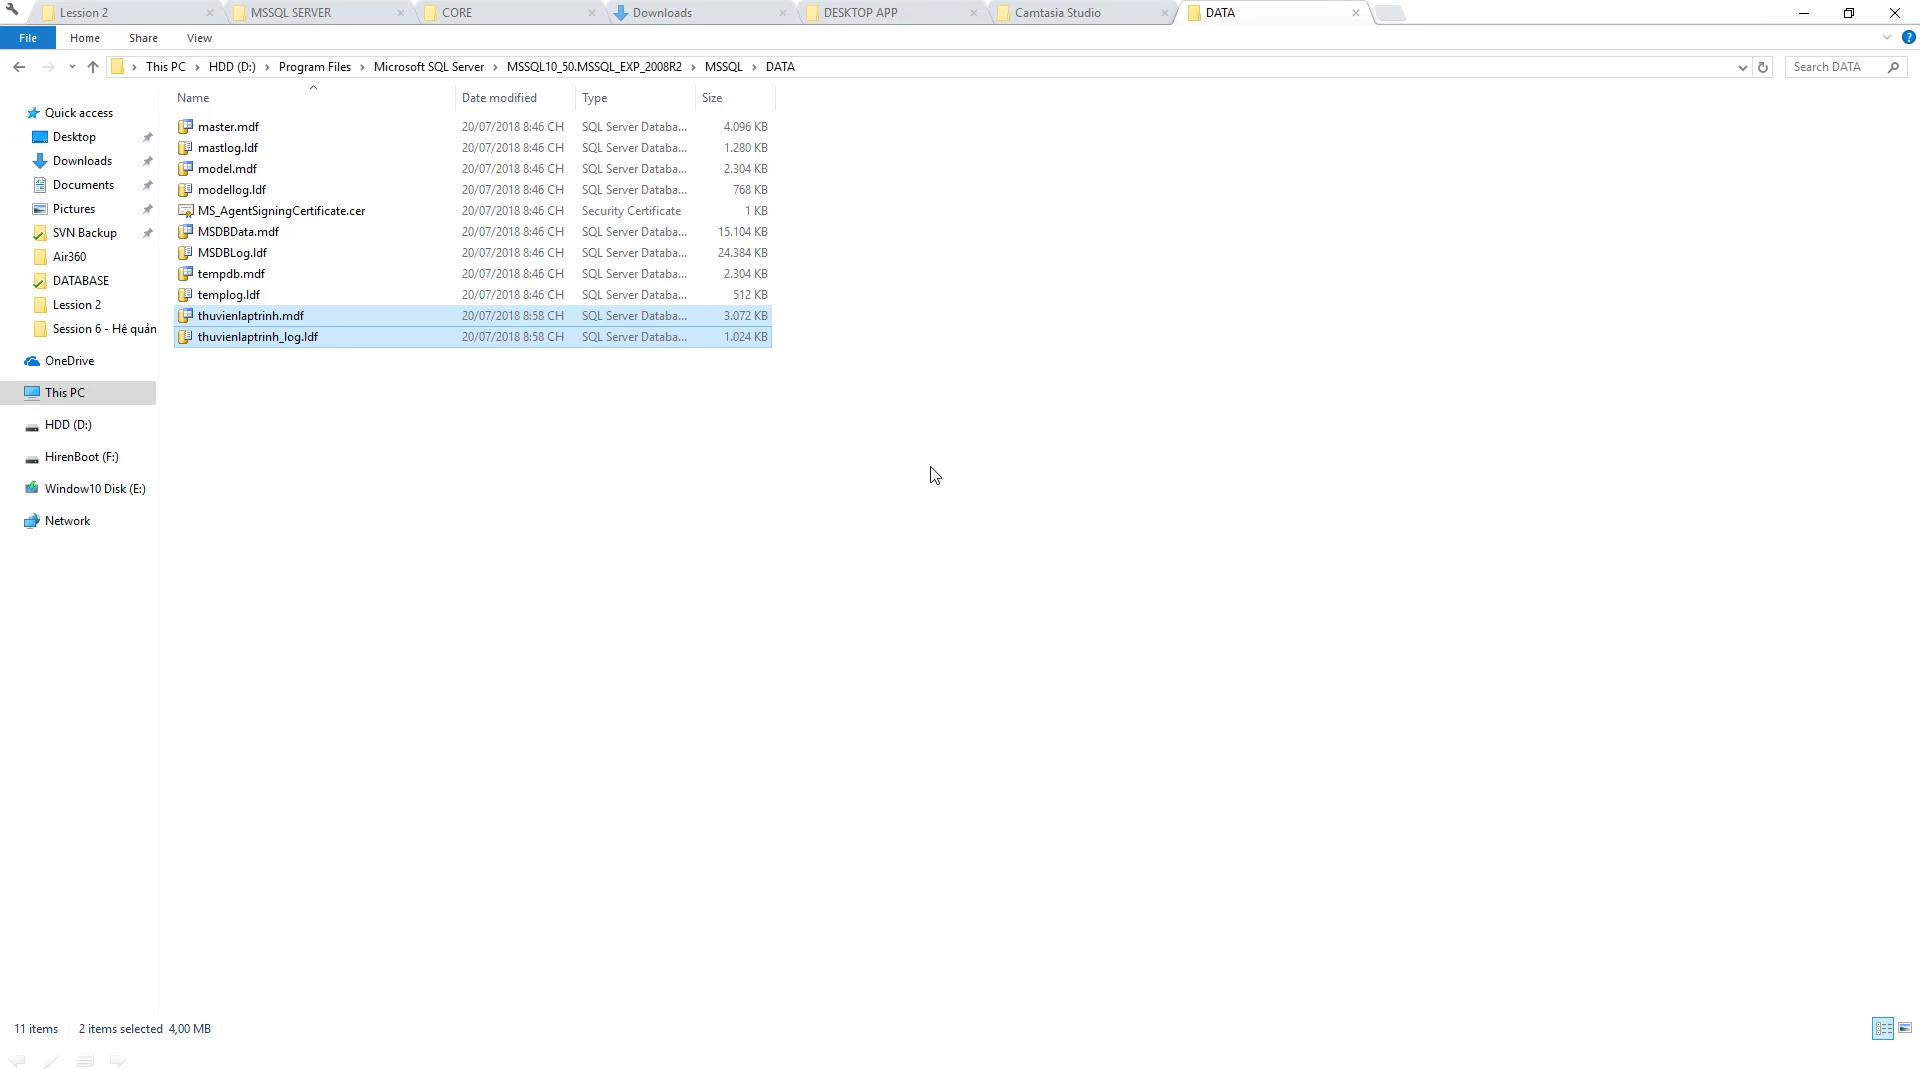 Lession 2
MSSQL SERVER
CORE
Downloads
DESKTOP APP
Camtasia Studio
DATA
File Home Share View
This PC HDD (D:) Program Files Microsoft SQL Server MSSQL10_50.MSSQL_EXP_2008R2 MSSQL DATA
Search DATA
Quick access
Desktop
Downloads
Documents
Pictures
SVN Backup
Air360
DATABASE
Lession 2
Session 6 - Hệ quản
OneDrive
This PC
HDD (D:)
HirenBoot (F:)
Window10 Disk (E:)
Network
Name Date modified Type Size
master.mdf 20/07/2018 8:46 CH SQL Server Databa... 4.096 KB
mastlog.ldf 20/07/2018 8:46 CH SQL Server Databa... 1.280 KB
model.mdf 20/07/2018 8:46 CH SQL Server Databa... 2.304 KB
modellog.ldf 20/07/2018 8:46 CH SQL Server Databa... 768 KB
MS_AgentSigningCertificate.cer 20/07/2018 8:46 CH Security Certificate 1 KB
MSDBData.mdf 20/07/2018 8:46 CH SQL Server Databa... 15.104 KB
MSDBLog.ldf 20/07/2018 8:46 CH SQL Server Databa... 24.384 KB
tempdb.mdf 20/07/2018 8:46 CH SQL Server Databa... 2.304 KB
templog.ldf 20/07/2018 8:46 CH SQL Server Databa... 512 KB
thuvienlaptrinh.mdf 20/07/2018 8:58 CH SQL Server Databa... 3.072 KB
thuvienlaptrinh_log.ldf 20/07/2018 8:58 CH SQL Server Databa... 1.024 KB
11 items 2 items selected 4,00 MB